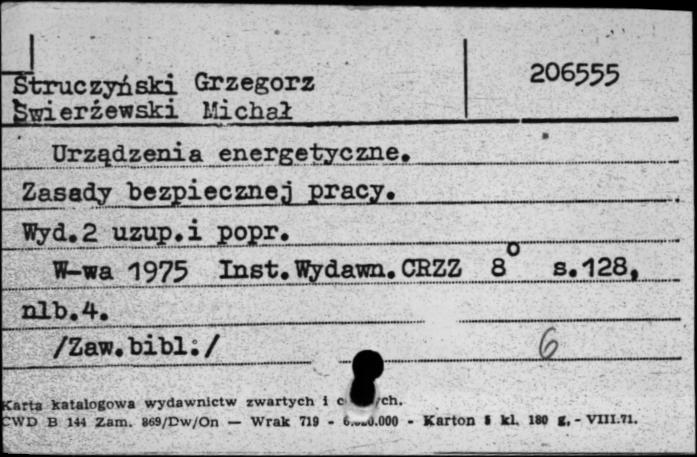 Struczyński Grzegorz 206555
Świerżewski Michał
Urządzenia energetyczne.
Zasady bezpiecznej pracy.
Wyd.2 uzup.i popr.
W-wa 1975 Inst.Wydawn.CRZZ 8° s.128,
nlb.4.
/Zaw.bibl:/ 6
Karta katalogowa wydawnictw zwartych i
CWD B 144 Zam. 869/Dw/On — Wrak 719 - Karton kl. 180 g. - VIII.71.